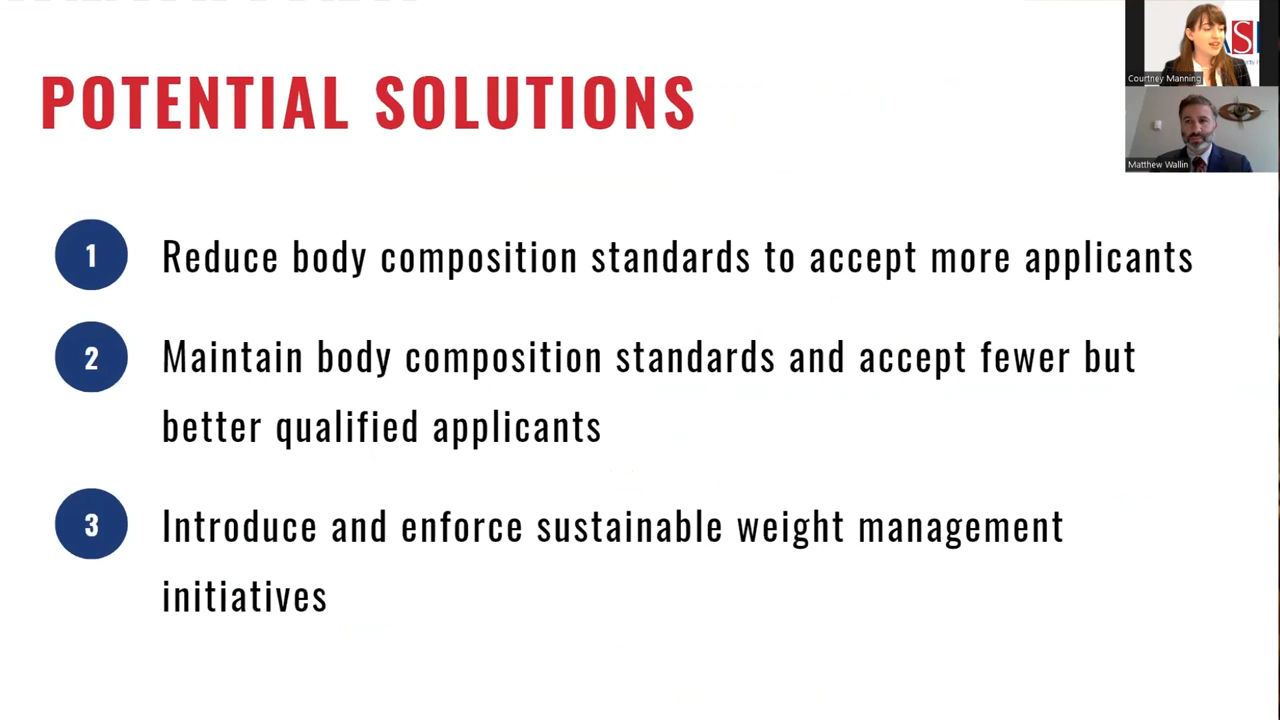 POTENTIAL SOLUTIONS
Courtney Manning
Matthew Wallin
1 Reduce body composition standards to accept more applicants
2 Maintain body composition standards and accept fewer but
better qualified applicants
3 Introduce and enforce sustainable weight management
initiatives